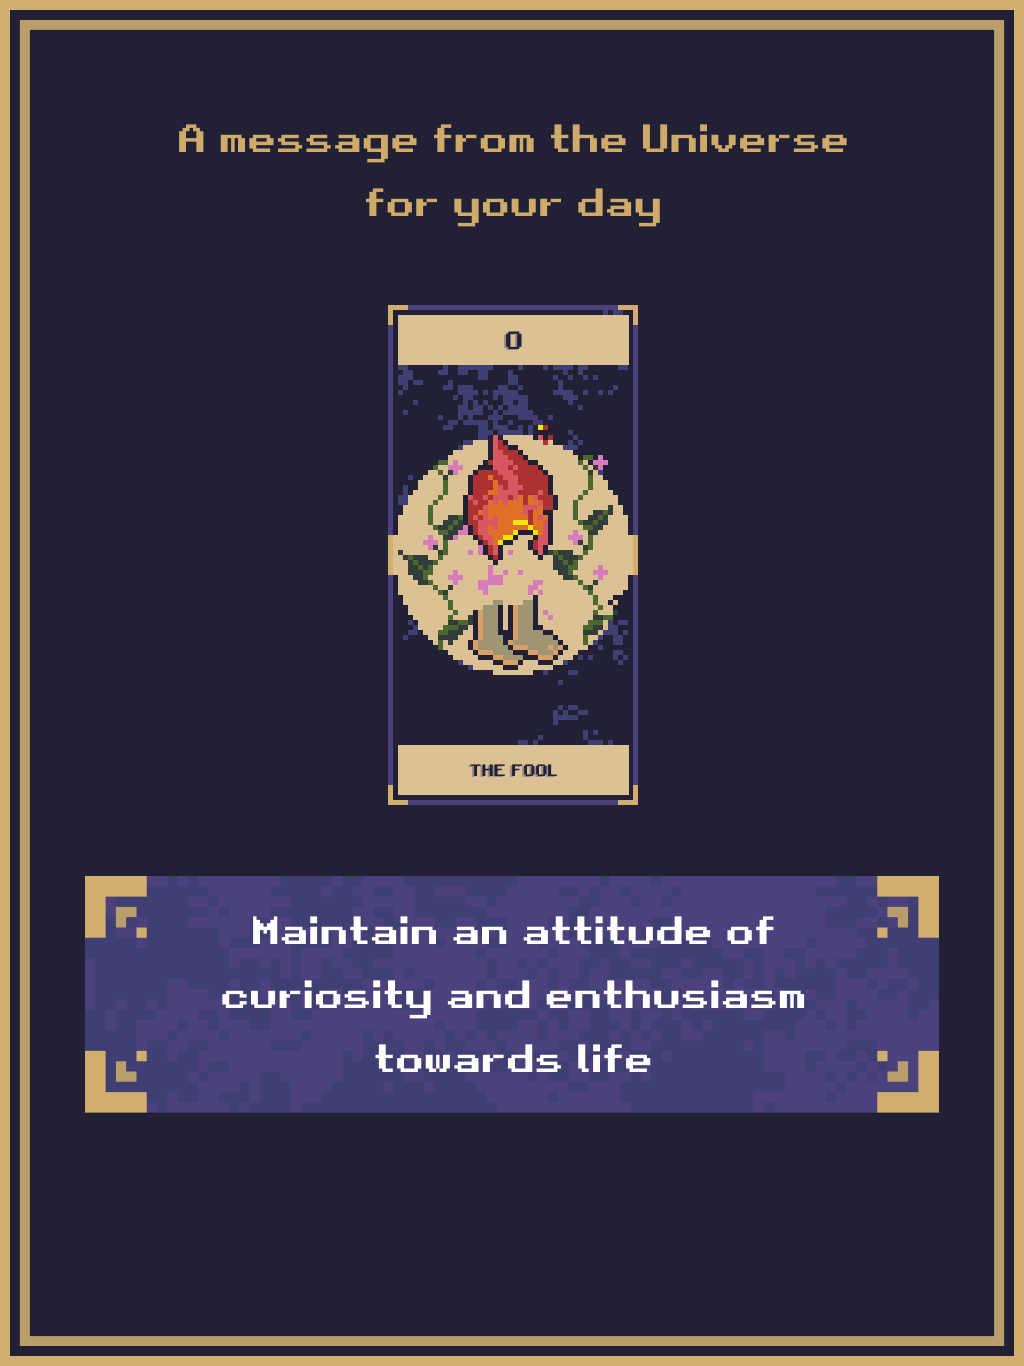 A message from the Universe
for your day
0
THE FOOL
Maintain an attitude of
curiosity and enthusiasm
towards life